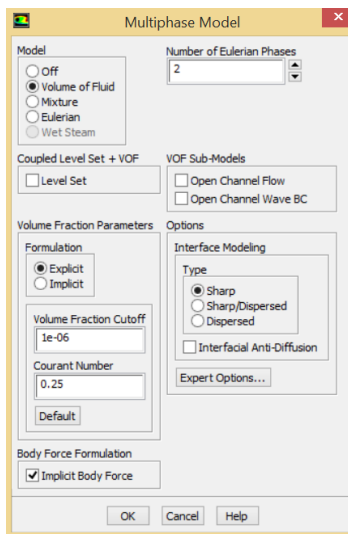 Multiphase Model
Model
Off
Volume of Fluid
Mixture
Eulerian
Wet Steam
Number of Eulerian Phases
2
Coupled Level Set + VOF
Level Set
VOF Sub-Models
Open Channel Flow
Open Channel Wave BC
Volume Fraction Parameters
Formulation
Explicit
Implicit
Volume Fraction Cutoff
1e-06
Courant Number
0.25
Default
Options
Interface Modeling
Type
Sharp
Sharp/Dispersed
Dispersed
Interfacial Anti-Diffusion
Expert Options...
Body Force Formulation
Implicit Body Force
OK Cancel Help